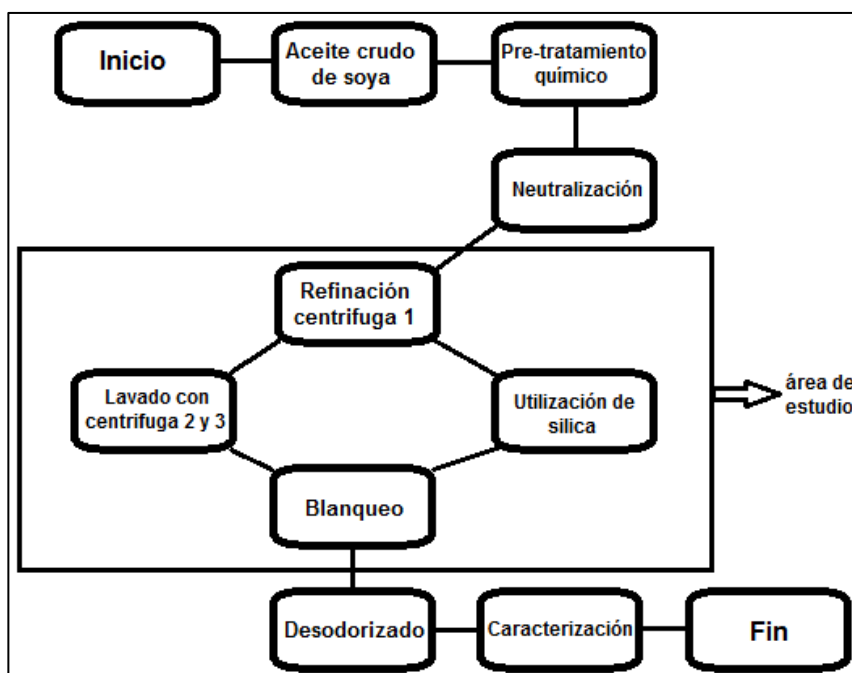 Inicio
Aceite crudo
de soya
Pre-tratamiento
químico
Neutralización
Refinación
centrifuga 1
Lavado con
centrifuga 2 y 3
Utilización de
silica
área de
estudio
Blanqueo
Desodorizado
Caracterización
Fin